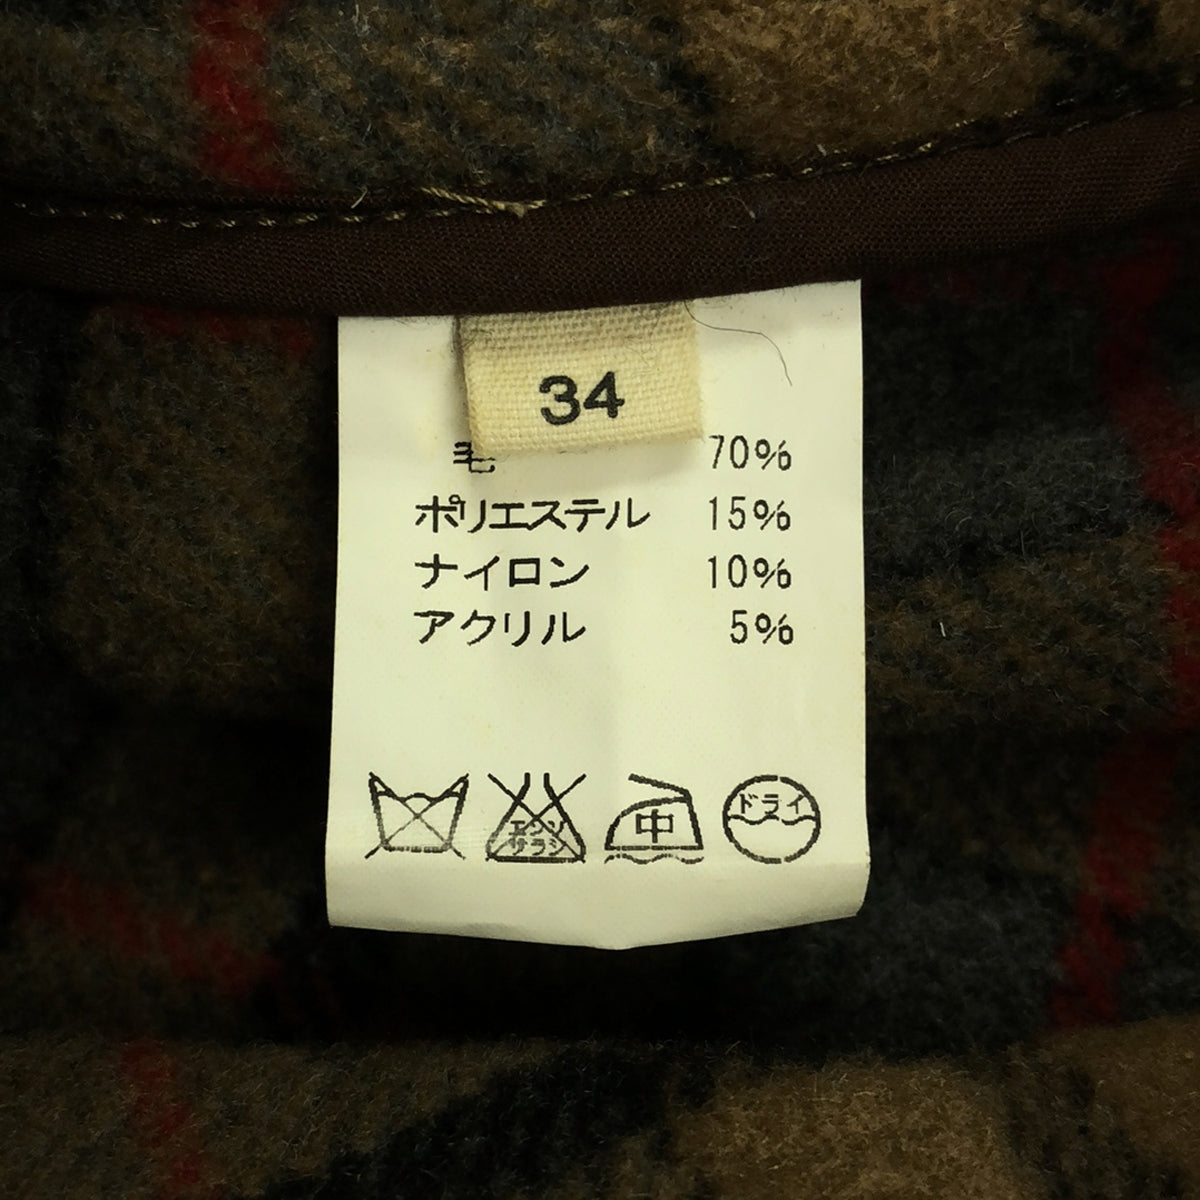 34
毛 70%
ポリエステル 15%
ナイロン 10%
アクリル 5%
エンソ サラシ 中 ドライ